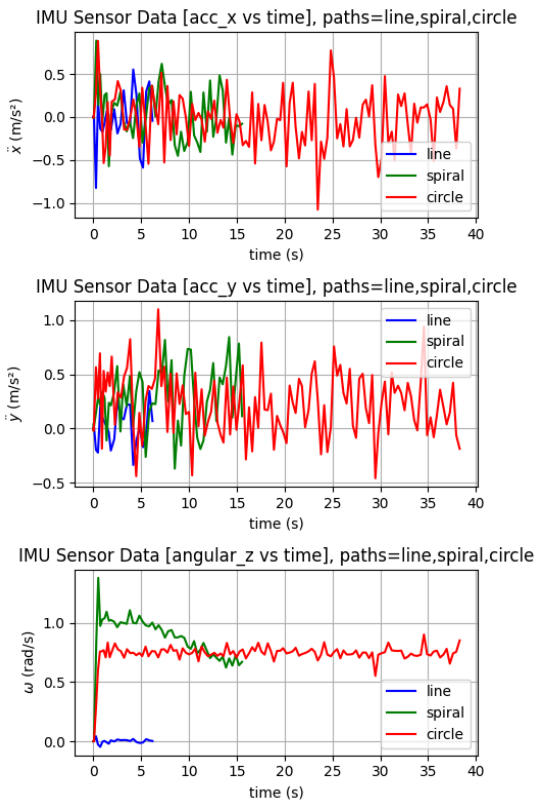 IMU Sensor Data [acc_x vs time], paths=line,spiral,circle
0.5
0.0
−0.5
−1.0
ẍ (m/s²)
line
spiral
circle
0 5 10 15 20 25 30 35 40
time (s)
IMU Sensor Data [acc_y vs time], paths=line,spiral,circle
1.0
0.5
0.0
−0.5
ÿ (m/s²)
line
spiral
circle
0 5 10 15 20 25 30 35 40
time (s)
IMU Sensor Data [angular_z vs time], paths=line,spiral,circle
1.0
0.5
0.0
ω (rad/s)
line
spiral
circle
0 5 10 15 20 25 30 35 40
time (s)